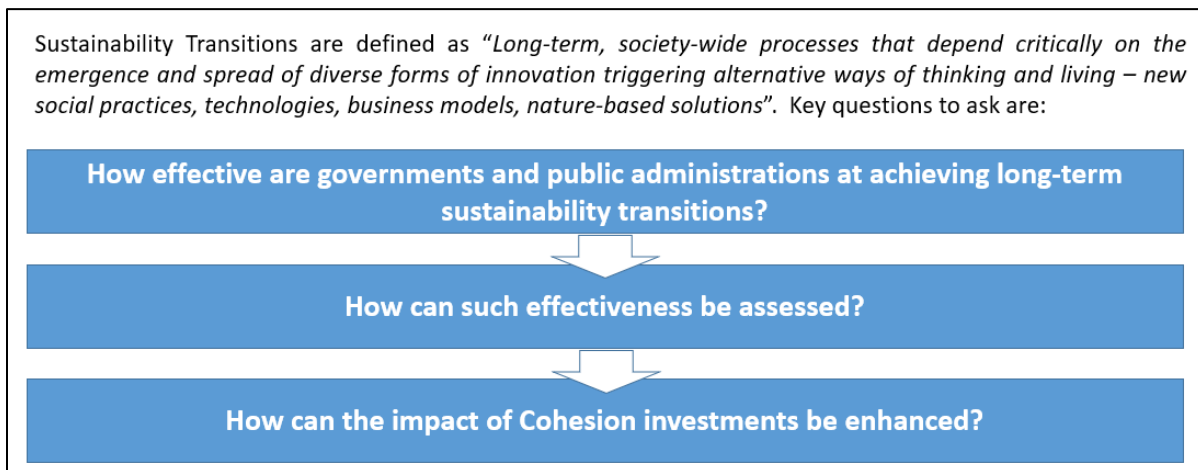 Sustainability Transitions are defined as “Long-term, society-wide processes that depend critically on the
emergence and spread of diverse forms of innovation triggering alternative ways of thinking and living – new
social practices, technologies, business models, nature-based solutions”.  Key questions to ask are:
How effective are governments and public administrations at achieving long-term
sustainability transitions?
How can such effectiveness be assessed?
How can the impact of Cohesion investments be enhanced?